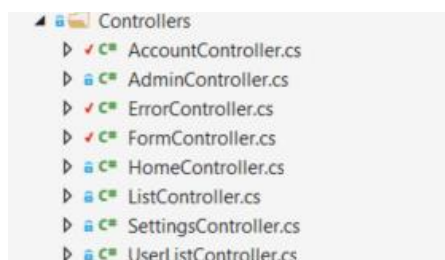 Controllers
C# AccountController.cs
C# AdminController.cs
C# ErrorController.cs
C# FormController.cs
C# HomeController.cs
C# ListController.cs
C# SettingsController.cs
C# UserListController.cs